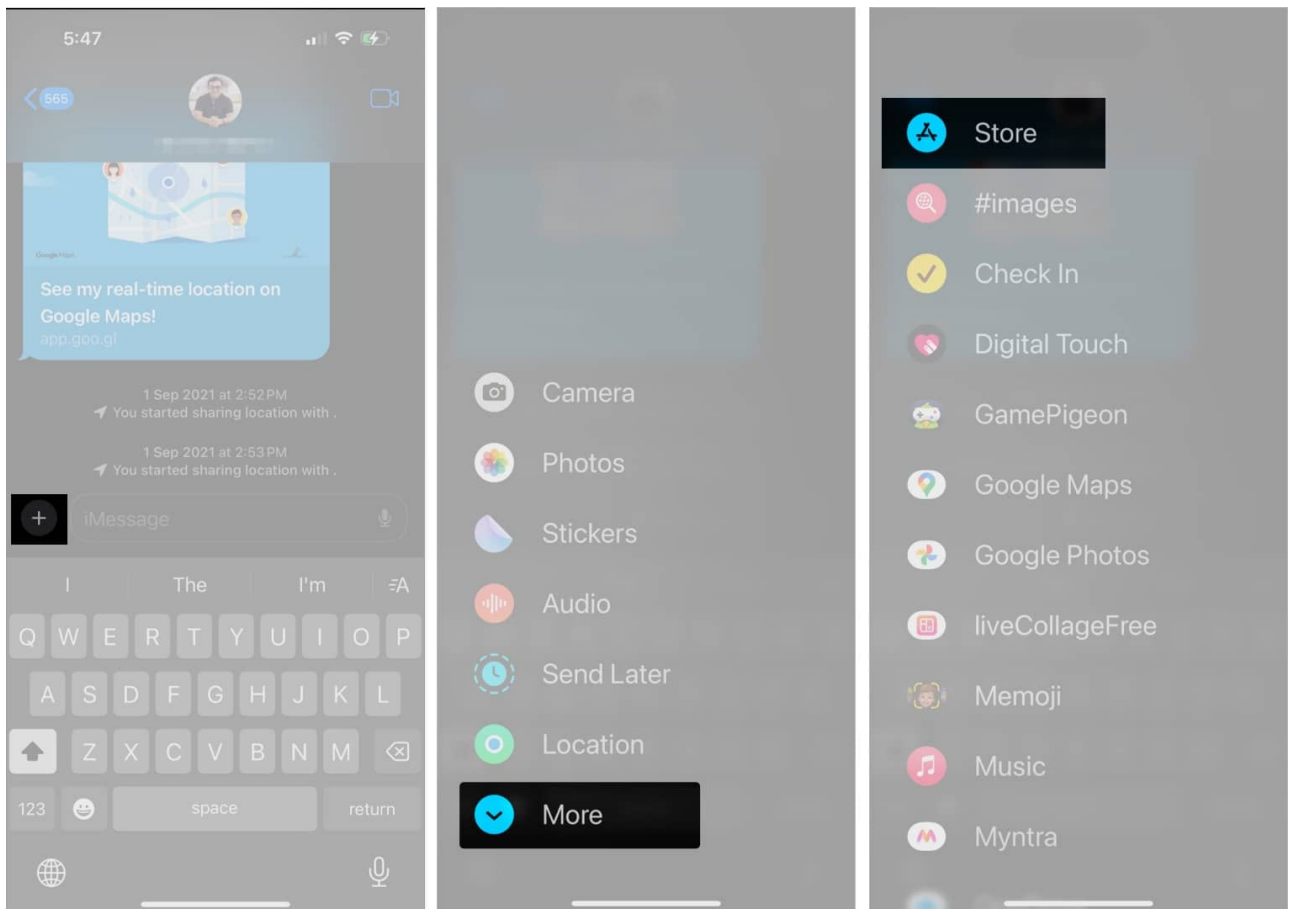 5:47
565
Google Maps
See my real-time location on
Google Maps!
app.goo.gl
1 Sep 2021 at 2:52 PM
You started sharing location with .
1 Sep 2021 at 2:53 PM
You started sharing location with .
+ iMessage
I The I'm A
Q W E R T Y U I O P
A S D F G H J K L
Z X C V B N M
123 space return
Camera
Photos
Stickers
Audio
Send Later
Location
More
Store
#images
Check In
Digital Touch
GamePigeon
Google Maps
Google Photos
liveCollageFree
Memoji
Music
Myntra